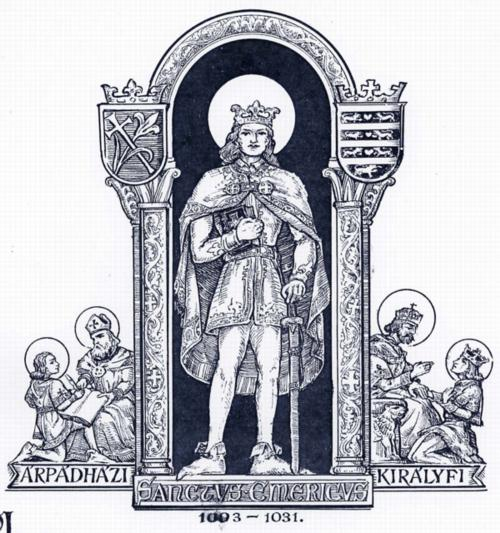 ÁRPÁDHÁZI SANCTVS-EMERICVS KIRÁLYFI
1003 – 1031.